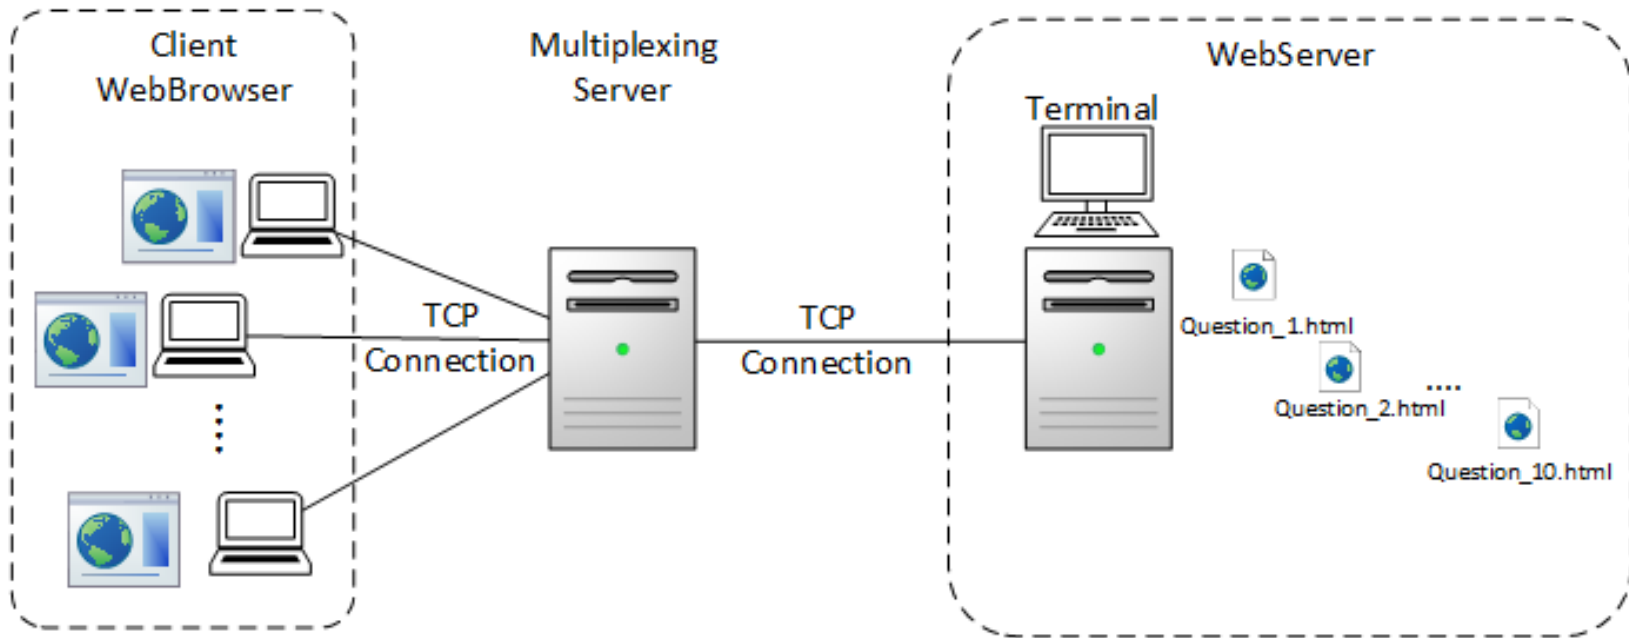 Client
WebBrowser
Multiplexing
Server
WebServer
Terminal
TCP
Connection
TCP
Connection
Question_1.html
Question_2.html
....
Question_10.html